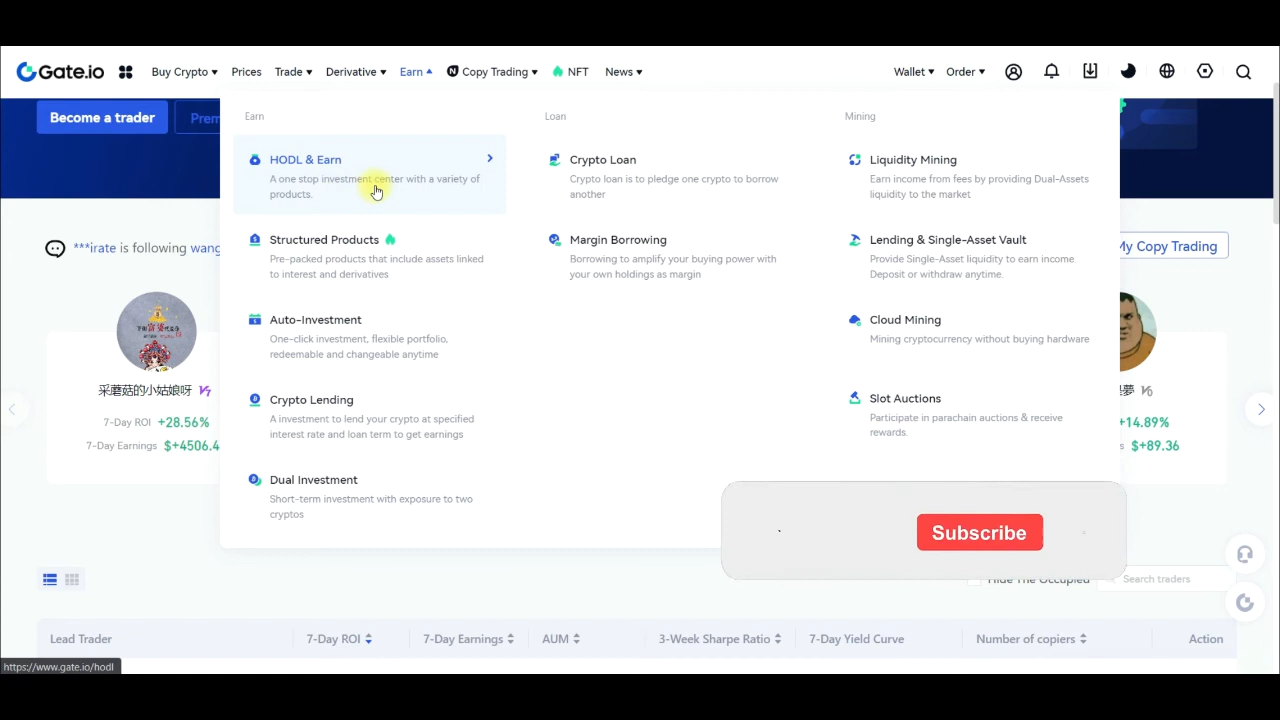 Gate.io
Buy Crypto
Prices
Trade
Derivative
Earn
Copy Trading
NFT
News
Wallet
Order
Become a trader
Prem
***irate is following wang
采蘑菇的小姑娘呀
7-Day ROI +28.56%
7-Day Earnings $+4506.4
Earn
HODL & Earn
A one stop investment center with a variety of
products.
Structured Products
Pre-packed products that include assets linked
to interest and derivatives
Auto-Investment
One-click investment, flexible portfolio,
redeemable and changeable anytime
Crypto Lending
A investment to lend your crypto at specified
interest rate and loan term to get earnings
Dual Investment
Short-term investment with exposure to two
cryptos
Loan
Crypto Loan
Crypto loan is to pledge one crypto to borrow
another
Margin Borrowing
Borrowing to amplify your buying power with
your own holdings as margin
Mining
Liquidity Mining
Earn income from fees by providing Dual-Assets
liquidity to the market
Lending & Single-Asset Vault
Provide Single-Asset liquidity to earn income.
Deposit or withdraw anytime.
Cloud Mining
Mining cryptocurrency without buying hardware
Slot Auctions
Participate in parachain auctions & receive
rewards.
My Copy Trading
夢
+14.89%
s $+89.36
Subscribe
Hide The Occupied
Search traders
Lead Trader
7-Day ROI
7-Day Earnings
AUM
3-Week Sharpe Ratio
7-Day Yield Curve
Number of copiers
Action
https://www.gate.io/hodl